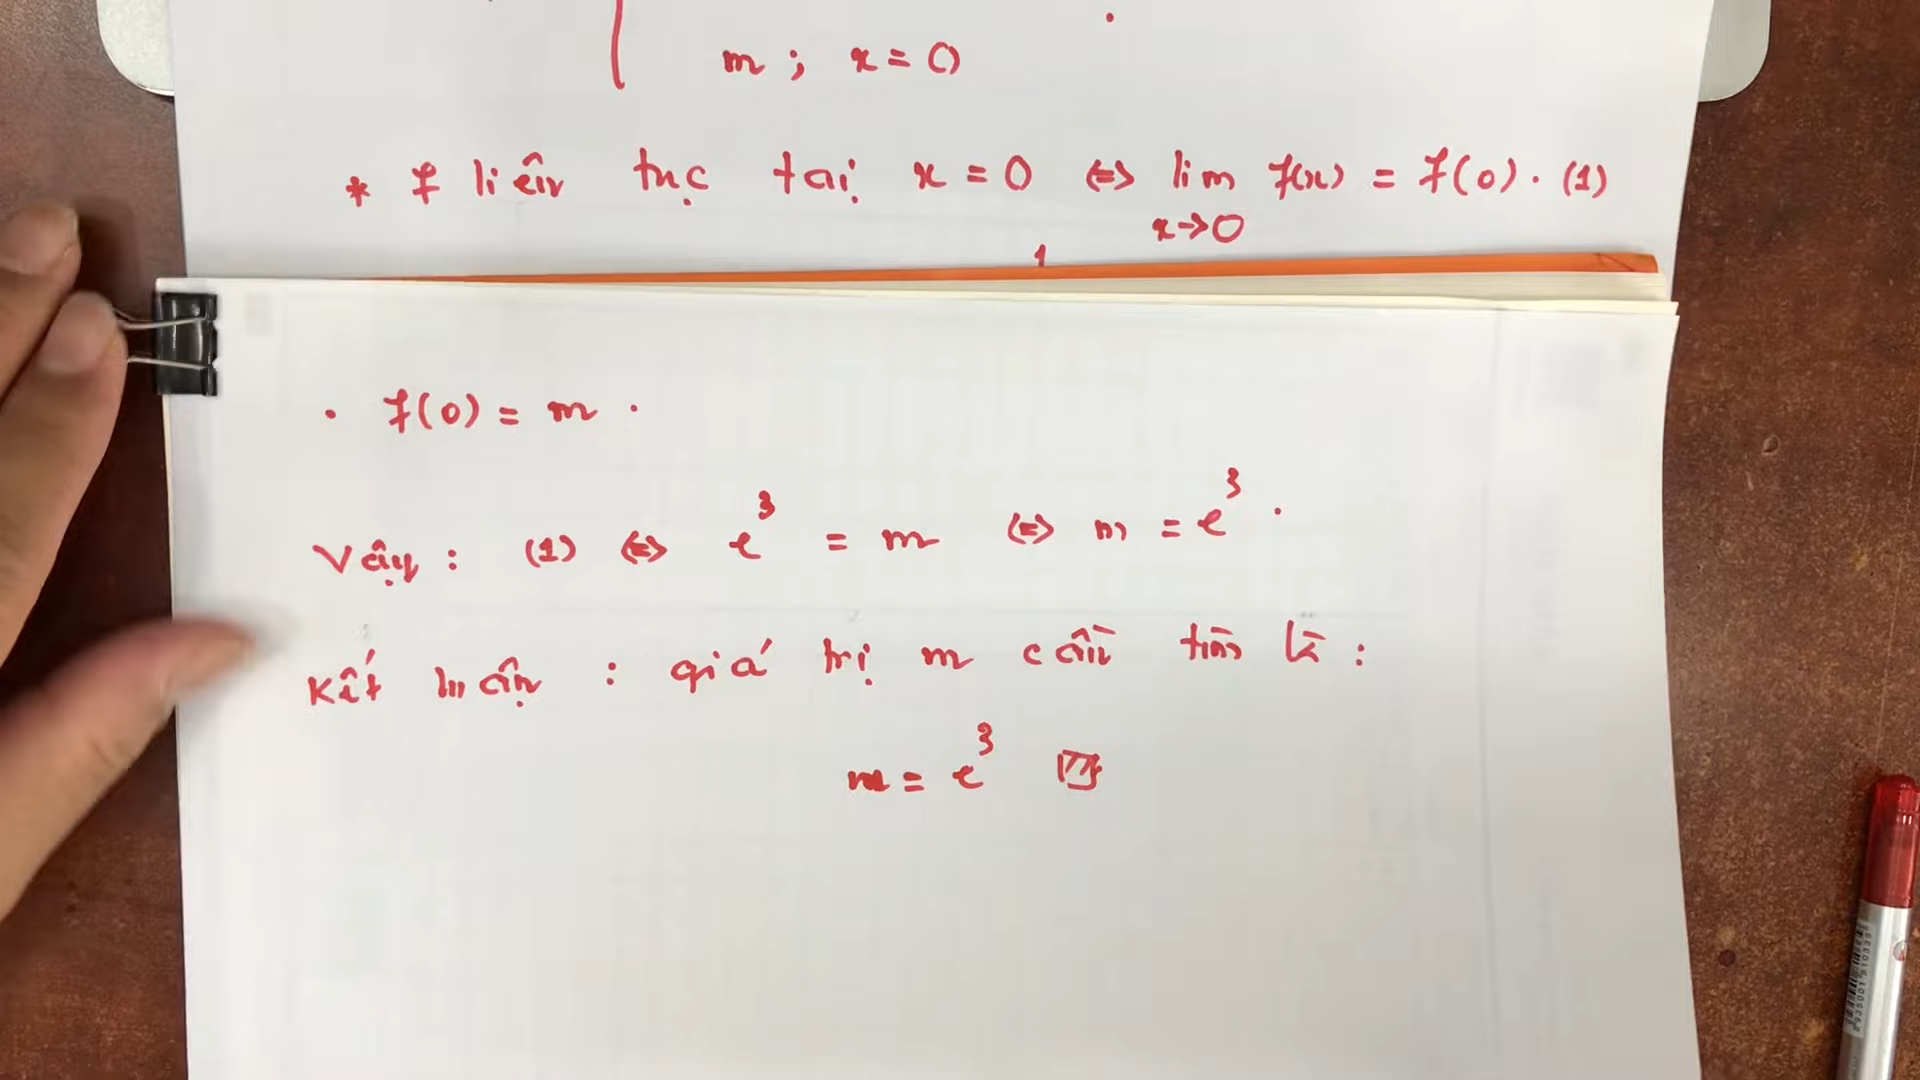 m ; x = 0
* f liên tục tại x = 0 ⇔ lim f(x) = f(0). (1)
x→0
. f(0) = m .
Vậy : (1) ⇔ e³ = m ⇔ m = e³ .
Kết luận : giá trị m cần tìm là :
m = e³